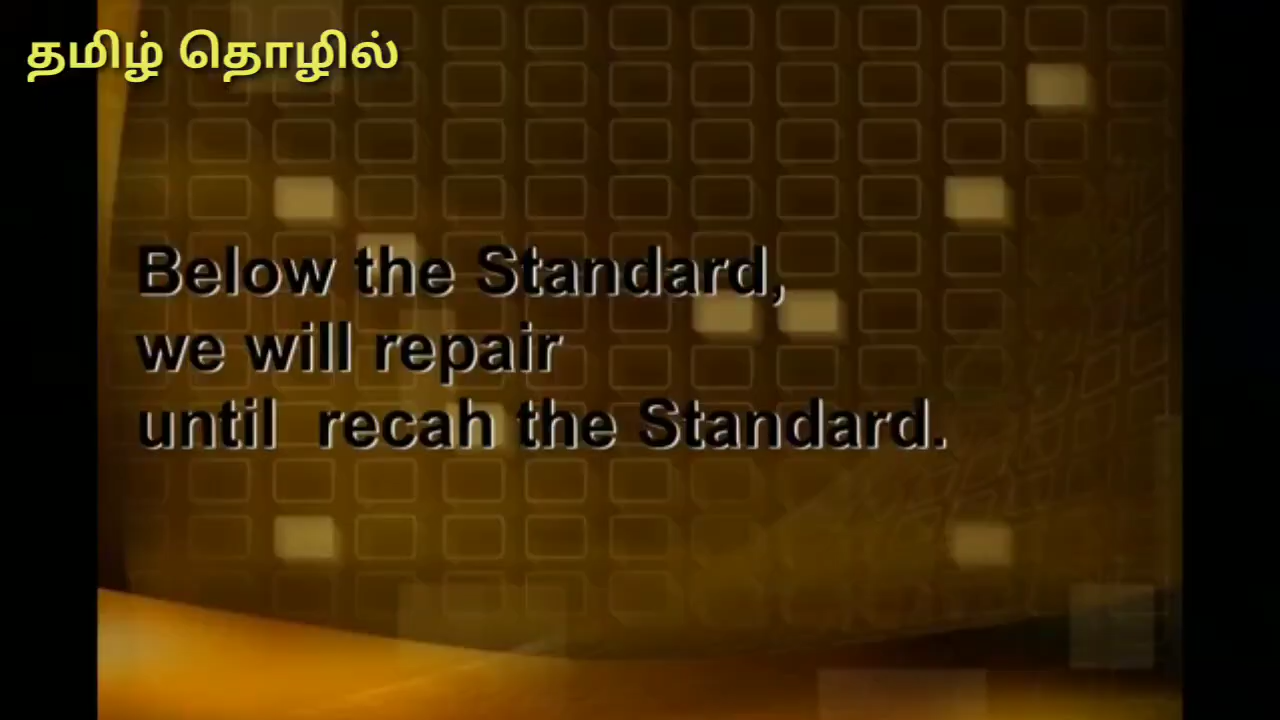 தமிழ் தொழில்
Below the Standard,
we will repair
until recah the Standard.